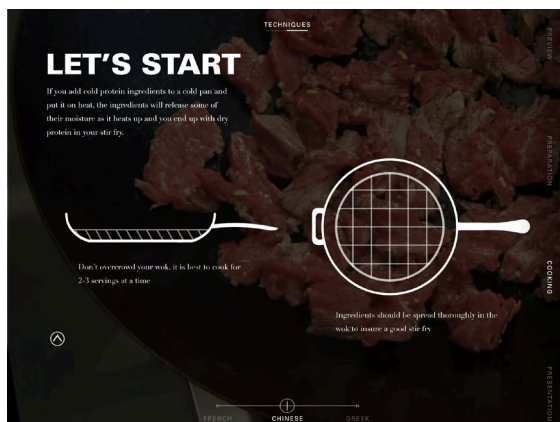 TECHNIQUES
LET'S START
If you add cold protein ingredients to a cold pan and
put it on heat, the ingredients will release some of
their moisture as it heats up and you end up with dry
protein in your stir fry.
Don't overcrowd your wok, it is best to cook for
2-3 servings at a time
Ingredients should be spread thoroughly in the
wok to insure a good stir fry
PREVIEW
PREPARATION
COOKING
PRESENTATION
FRENCH
CHINESE
GREEK